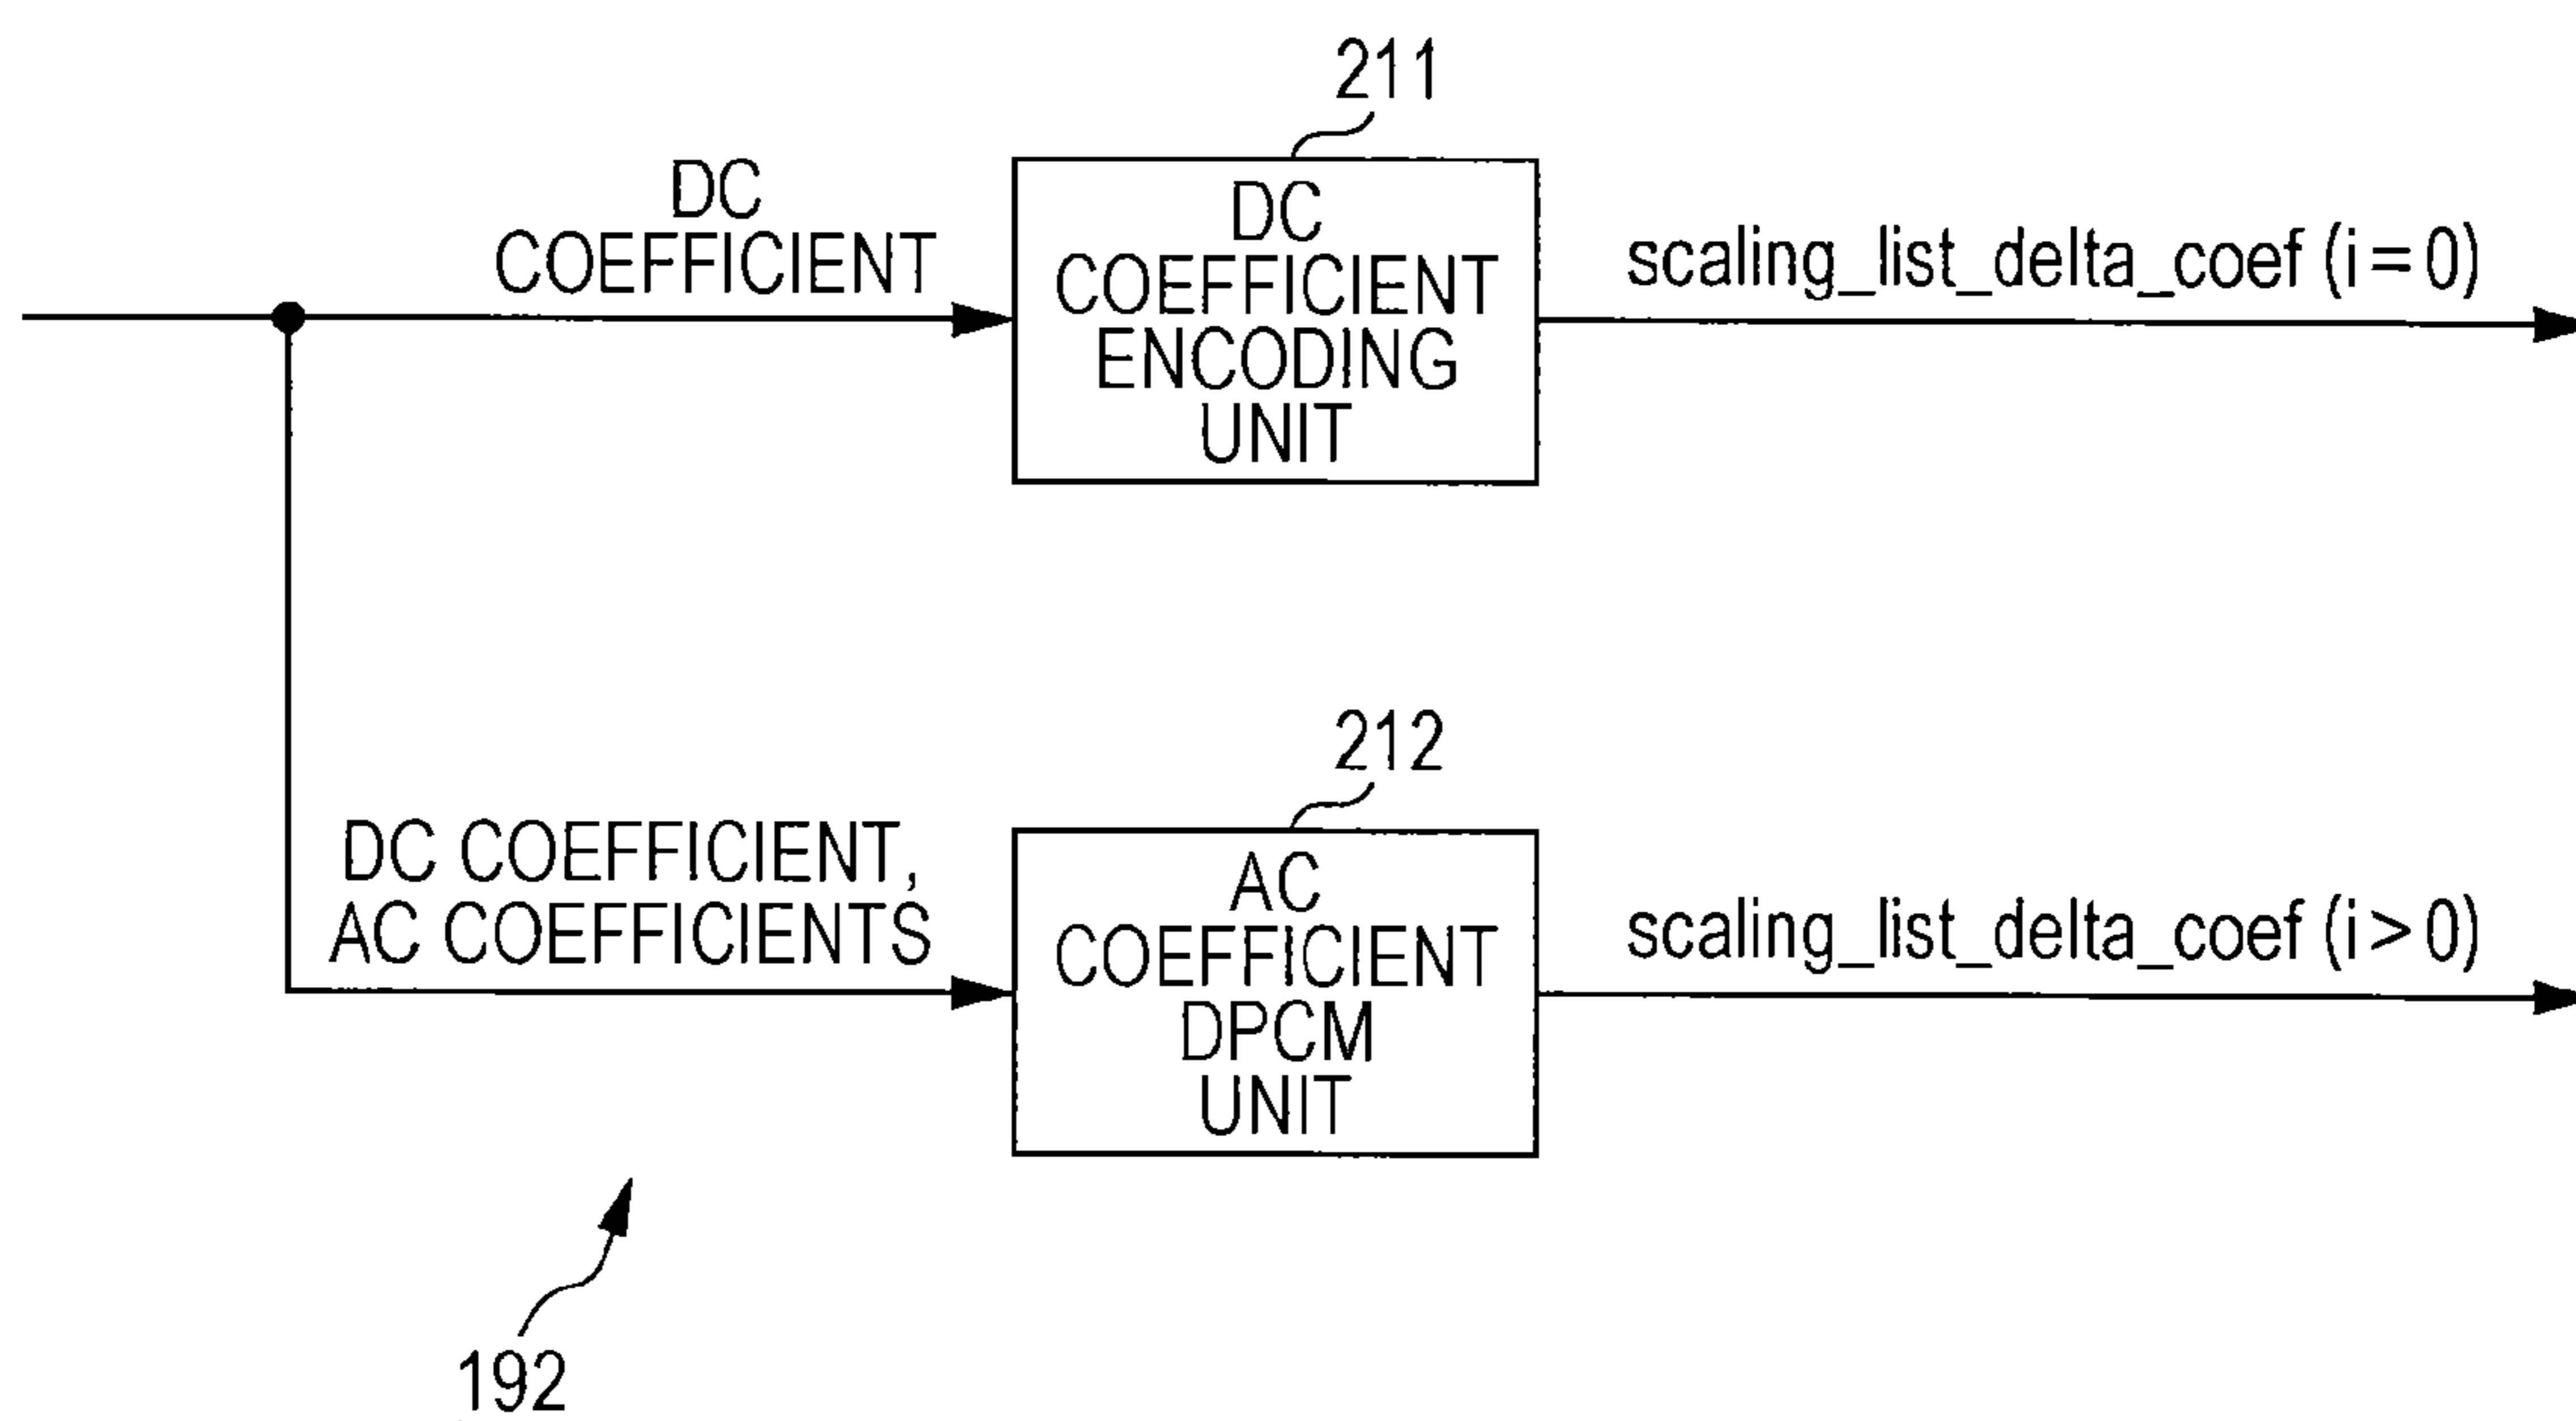 211
DC
COEFFICIENT
DC
COEFFICIENT
ENCODING
UNIT
scaling_list_delta_coef (i = 0)
212
DC COEFFICIENT,
AC COEFFICIENTS
AC
COEFFICIENT
DPCM
UNIT
scaling_list_delta_coef (i > 0)
192